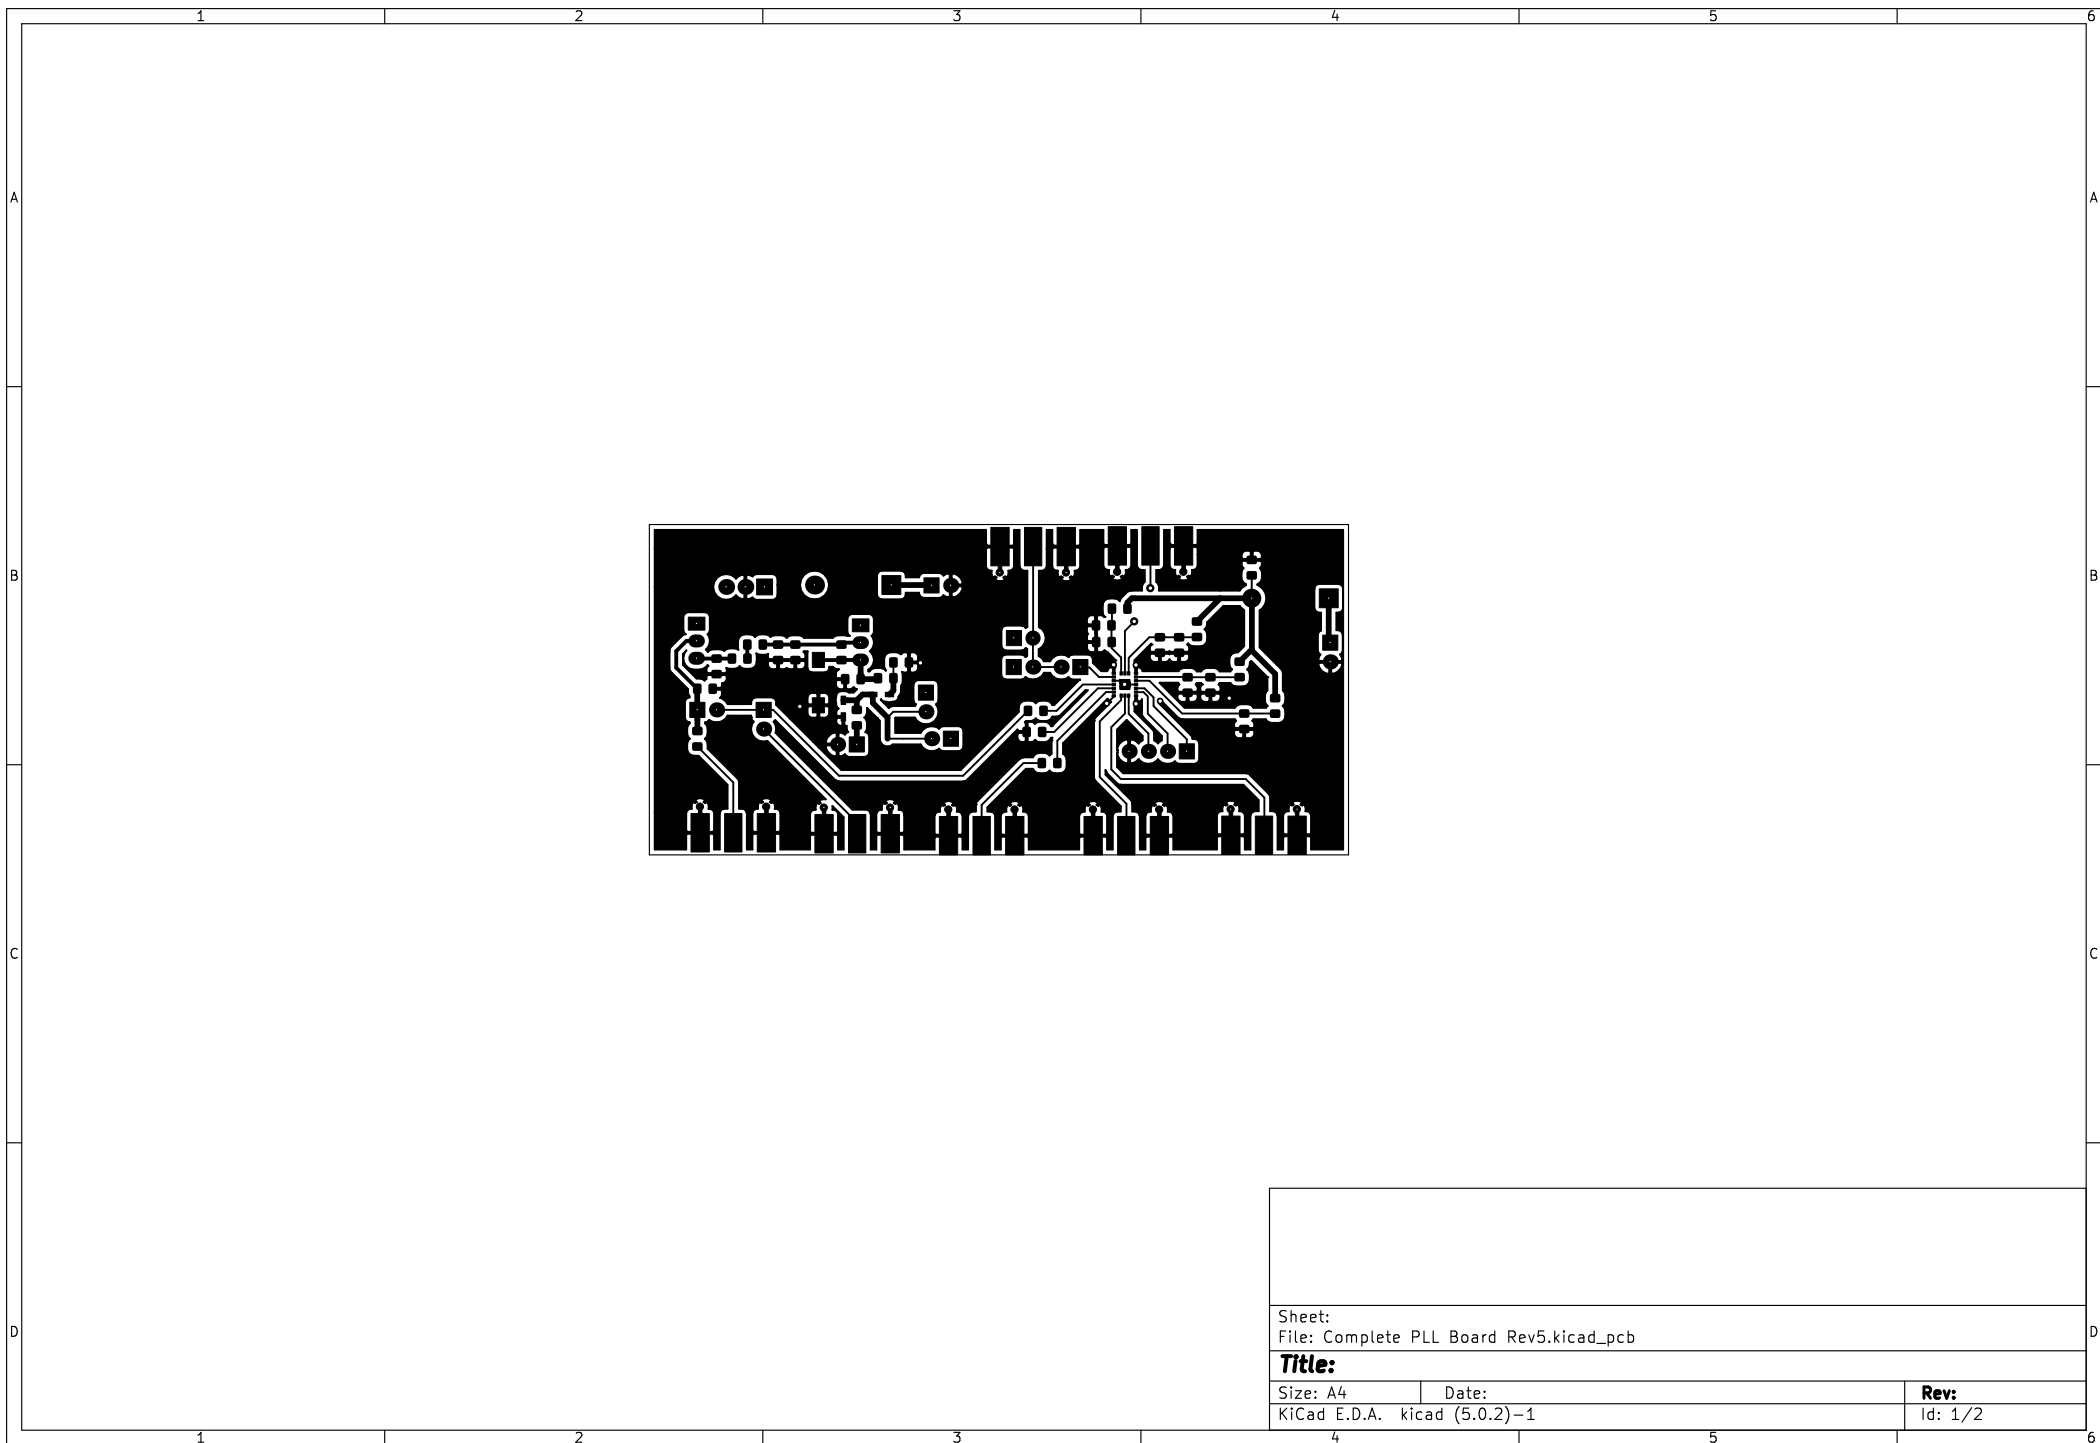 1 2 3 4 5 6
A A
B B
C C
D D
Sheet:
File: Complete PLL Board Rev5.kicad_pcb
Title:
Size: A4 Date: Rev:
KiCad E.D.A. kicad (5.0.2)-1 Id: 1/2
1 2 3 4 5 6